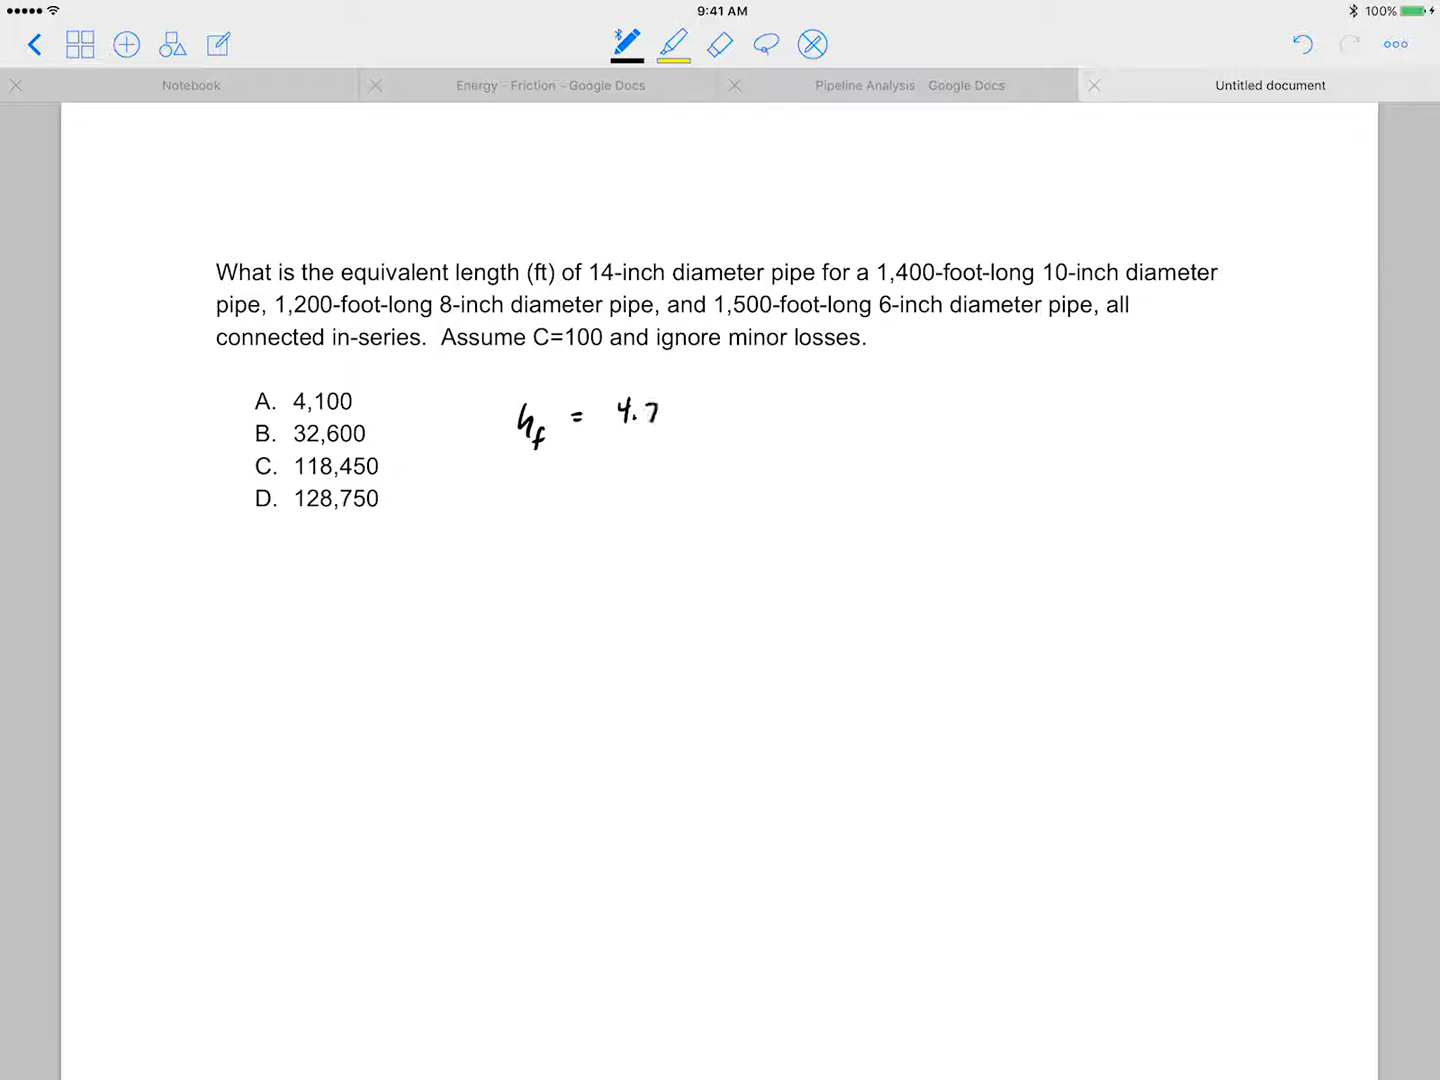 9:41 AM
100%
Notebook
Energy - Friction - Google Docs
Pipeline Analysis Google Docs
Untitled document
What is the equivalent length (ft) of 14-inch diameter pipe for a 1,400-foot-long 10-inch diameter
pipe, 1,200-foot-long 8-inch diameter pipe, and 1,500-foot-long 6-inch diameter pipe, all
connected in-series. Assume C=100 and ignore minor losses.
A. 4,100
B. 32,600
C. 118,450
D. 128,750
hf = 4.7